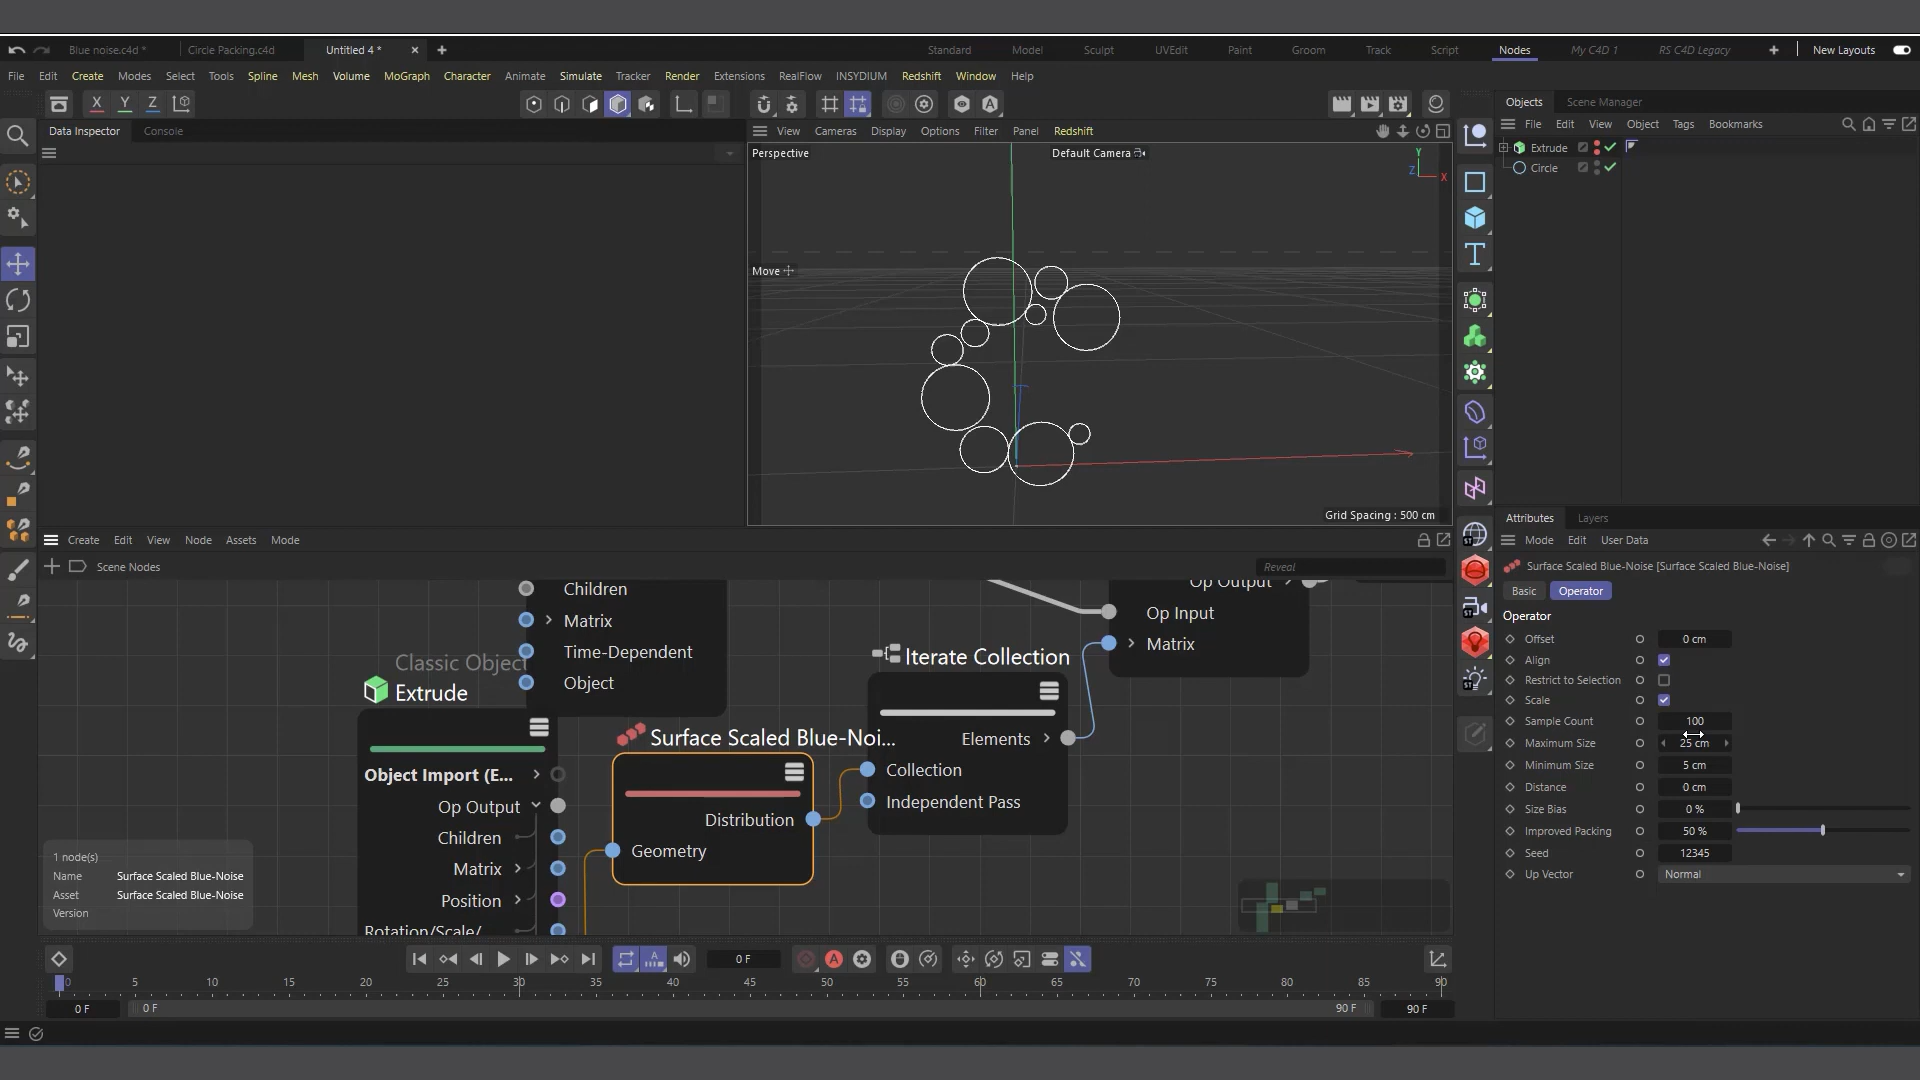 Blue noise.c4d *
Circle Packing.c4d
Untitled 4 *
Standard
Model
Sculpt
UVEdit
Paint
Groom
Track
Script
Nodes
My C4D 1
RS C4D Legacy
New Layouts
File Edit Create Modes Select Tools Spline Mesh Volume MoGraph Character Animate Simulate Tracker Render Extensions RealFlow INSYDIUM Redshift Window Help
X Y Z
Data Inspector
Console
View Cameras Display Options Filter Panel Redshift
Perspective
Default Camera
Y
Z
X
Move
Grid Spacing : 500 cm
Objects
Scene Manager
File Edit View Object Tags Bookmarks
Extrude
Circle
Create Edit View Node Assets Mode
Scene Nodes
Reveal
Children
Matrix
Time-Dependent
Object
Classic Object
Extrude
Object Import (E...
Op Output
Children
Matrix
Position
Rotation/Scale/
Surface Scaled Blue-Noi...
Distribution
Geometry
Iterate Collection
Elements
Collection
Independent Pass
Op Output
Op Input
Matrix
1 node(s)
Name Surface Scaled Blue-Noise
Asset Surface Scaled Blue-Noise
Version
Attributes
Layers
Mode Edit User Data
Surface Scaled Blue-Noise [Surface Scaled Blue-Noise]
Basic
Operator
Operator
Offset 0 cm
Align
Restrict to Selection
Scale
Sample Count 100
Maximum Size 25 cm
Minimum Size 5 cm
Distance 0 cm
Size Bias 0 %
Improved Packing 50 %
Seed 12345
Up Vector Normal
0 F
0 5 10 15 20 25 30 35 40 45 50 55 60 65 70 75 80 85 90
0 F
0 F
90 F
90 F